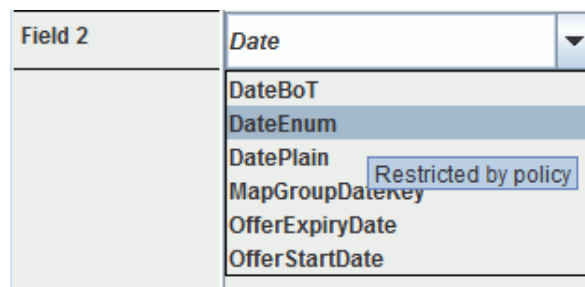 Field 2
Date
DateBoT
DateEnum
DatePlain
Restricted by policy
MapGroupDateKey
OfferExpiryDate
OfferStartDate